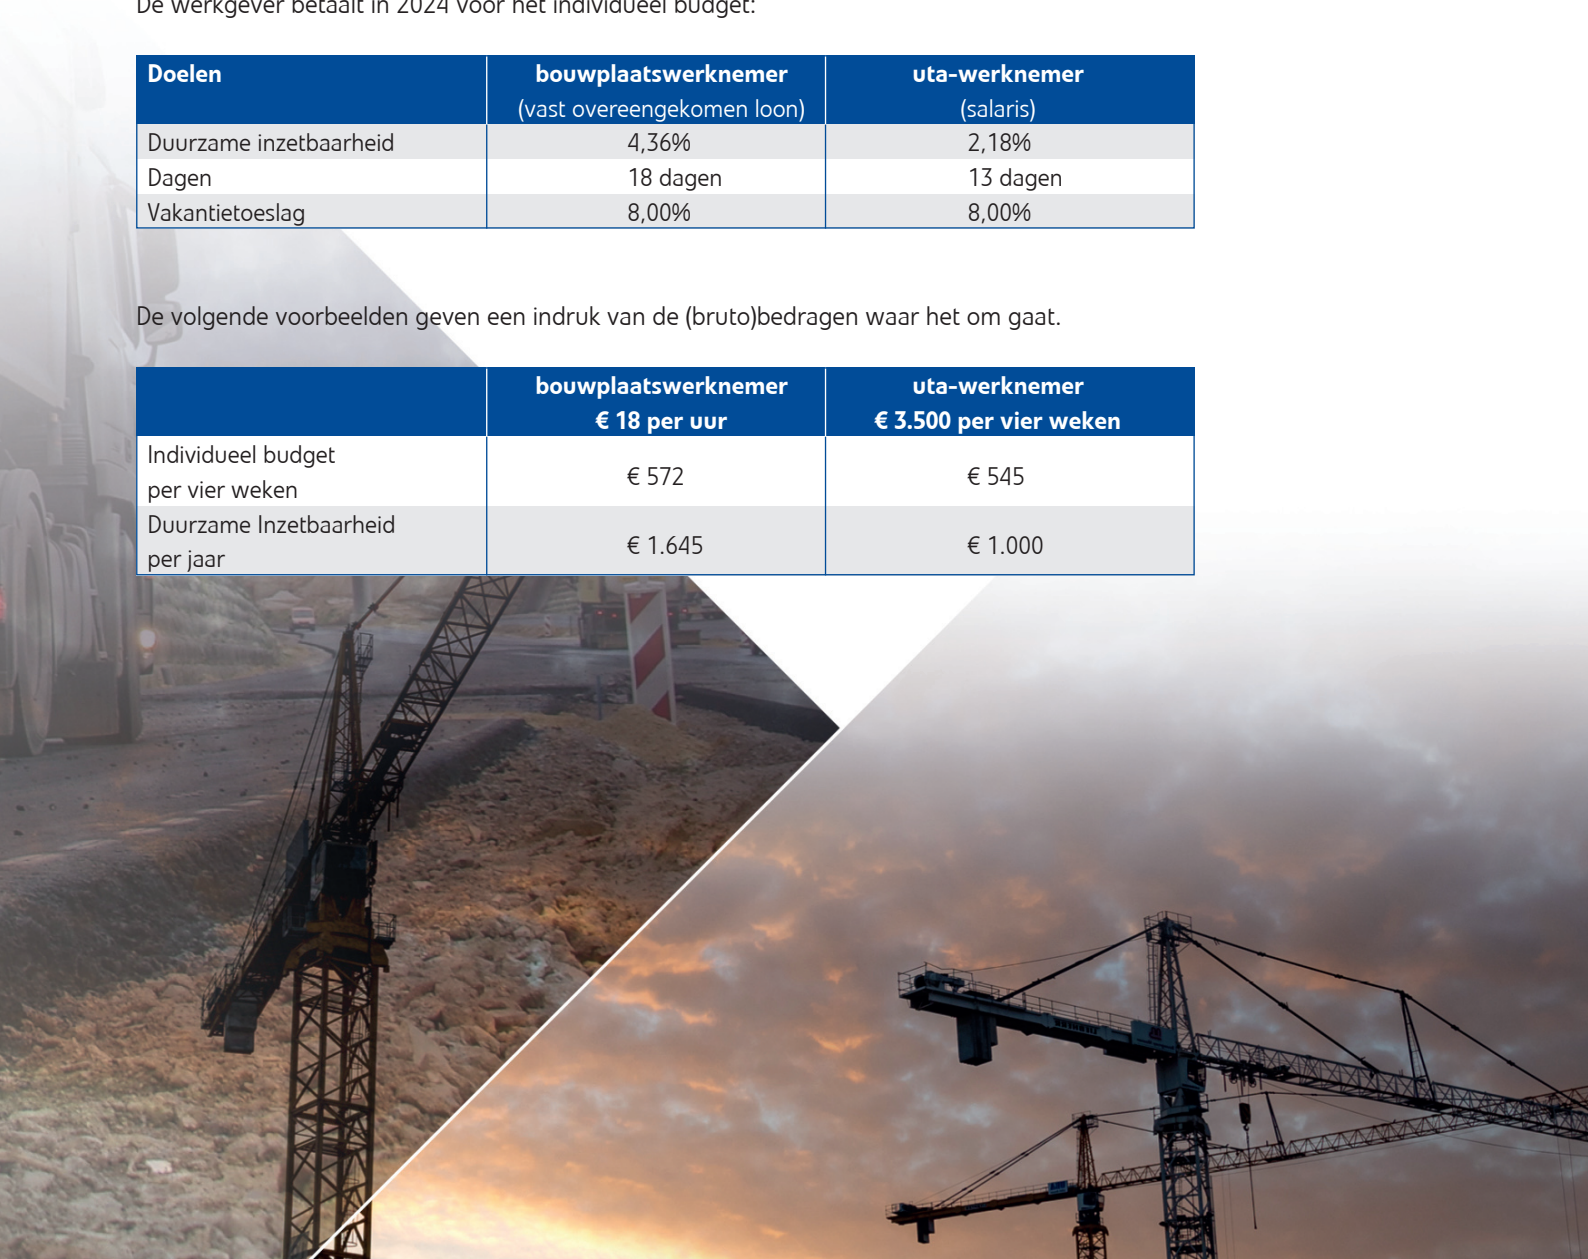 De werkgever betaalt in 2024 voor het individueel budget:
Doelen bouwplaatswerknemer uta-werknemer
(vast overeengekomen loon) (salaris)
Duurzame inzetbaarheid 4,36% 2,18%
Dagen 18 dagen 13 dagen
Vakantietoeslag 8,00% 8,00%
De volgende voorbeelden geven een indruk van de (bruto)bedragen waar het om gaat.
bouwplaatswerknemer uta-werknemer
€ 18 per uur € 3.500 per vier weken
Individueel budget
per vier weken € 572 € 545
Duurzame Inzetbaarheid
per jaar € 1.645 € 1.000